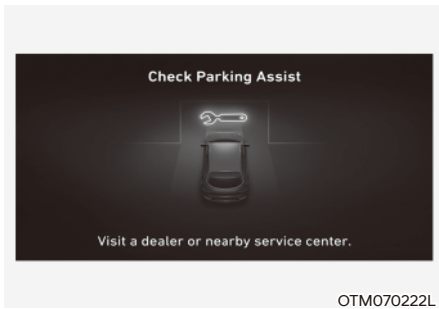 Check Parking Assist
Visit a dealer or nearby service center.
OTM070222L